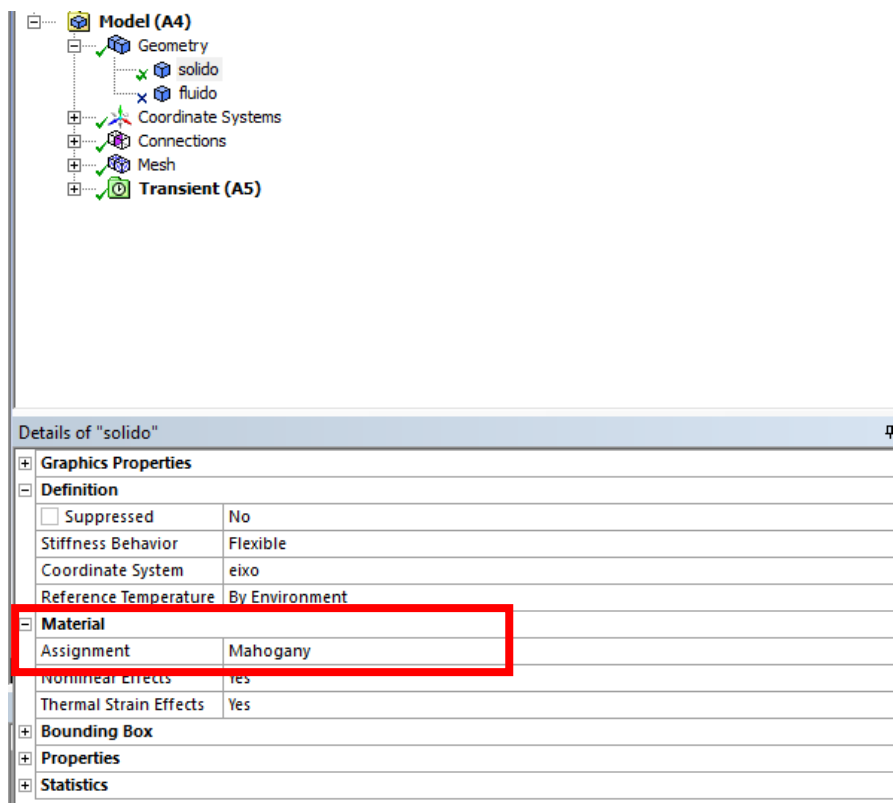 Model (A4)
Geometry
solido
fluido
Coordinate Systems
Connections
Mesh
Transient (A5)
Details of "solido"
Graphics Properties
Definition
Suppressed No
Stiffness Behavior Flexible
Coordinate System eixo
Reference Temperature By Environment
Material
Assignment Mahogany
Nonlinear Effects Yes
Thermal Strain Effects Yes
Bounding Box
Properties
Statistics